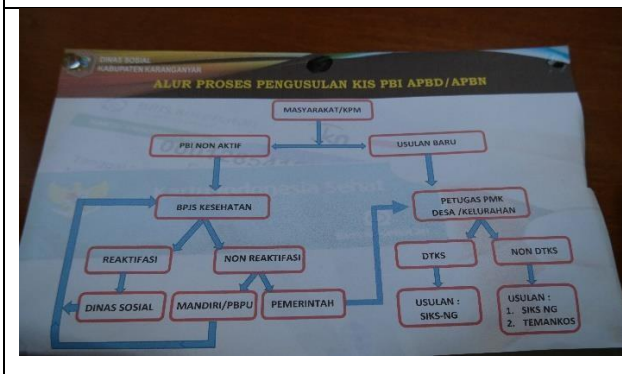 DINAS SOSIAL
KABUPATEN KARANGANYAR
ALUR PROSES PENGUSULAN KIS PBI APBD/APBN
MASYARAKAT/KPM
PBI NON AKTIF
USULAN BARU
BPJS KESEHATAN
PETUGAS PMK
DESA /KELURAHAN
REAKTIFASI
NON REAKTIFASI
DTKS
NON DTKS
DINAS SOSIAL
MANDIRI/PBPU
PEMERINTAH
USULAN :
SIKS-NG
USULAN :
1. SIKS NG
2. TEMANKOS